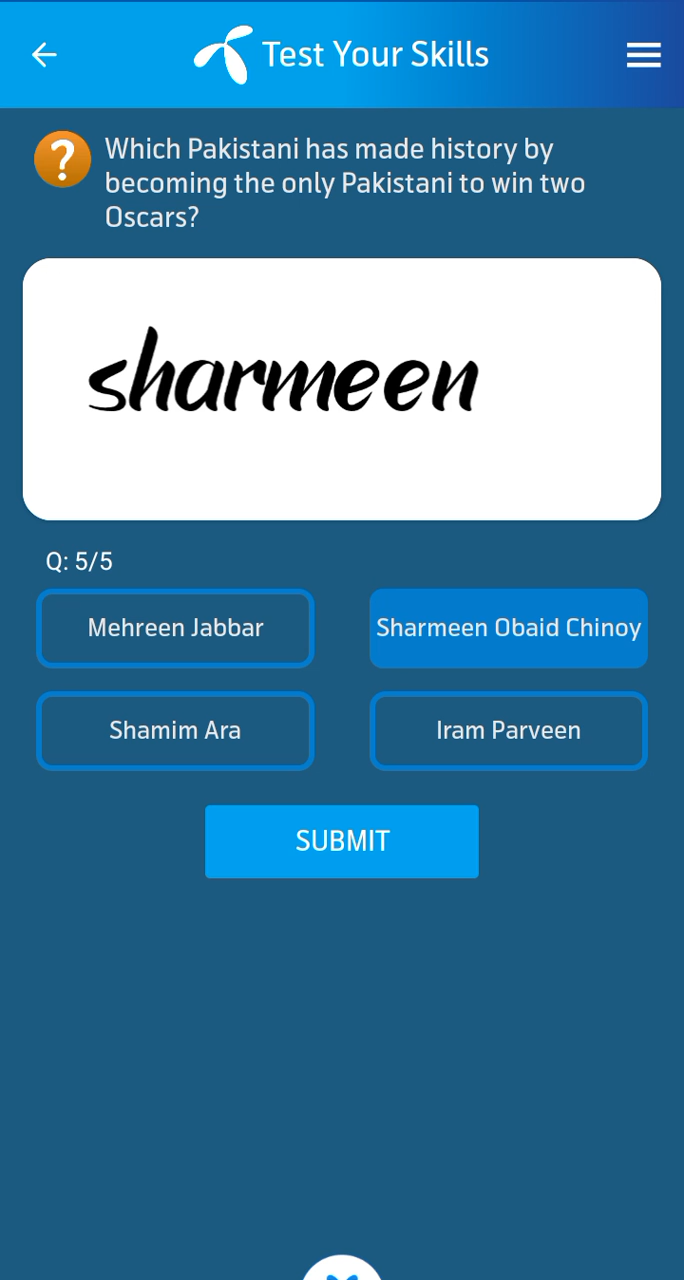 Test Your Skills
Which Pakistani has made history by
becoming the only Pakistani to win two
Oscars?
sharmeen
Q: 5/5
Mehreen Jabbar
Sharmeen Obaid Chinoy
Shamim Ara
Iram Parveen
SUBMIT